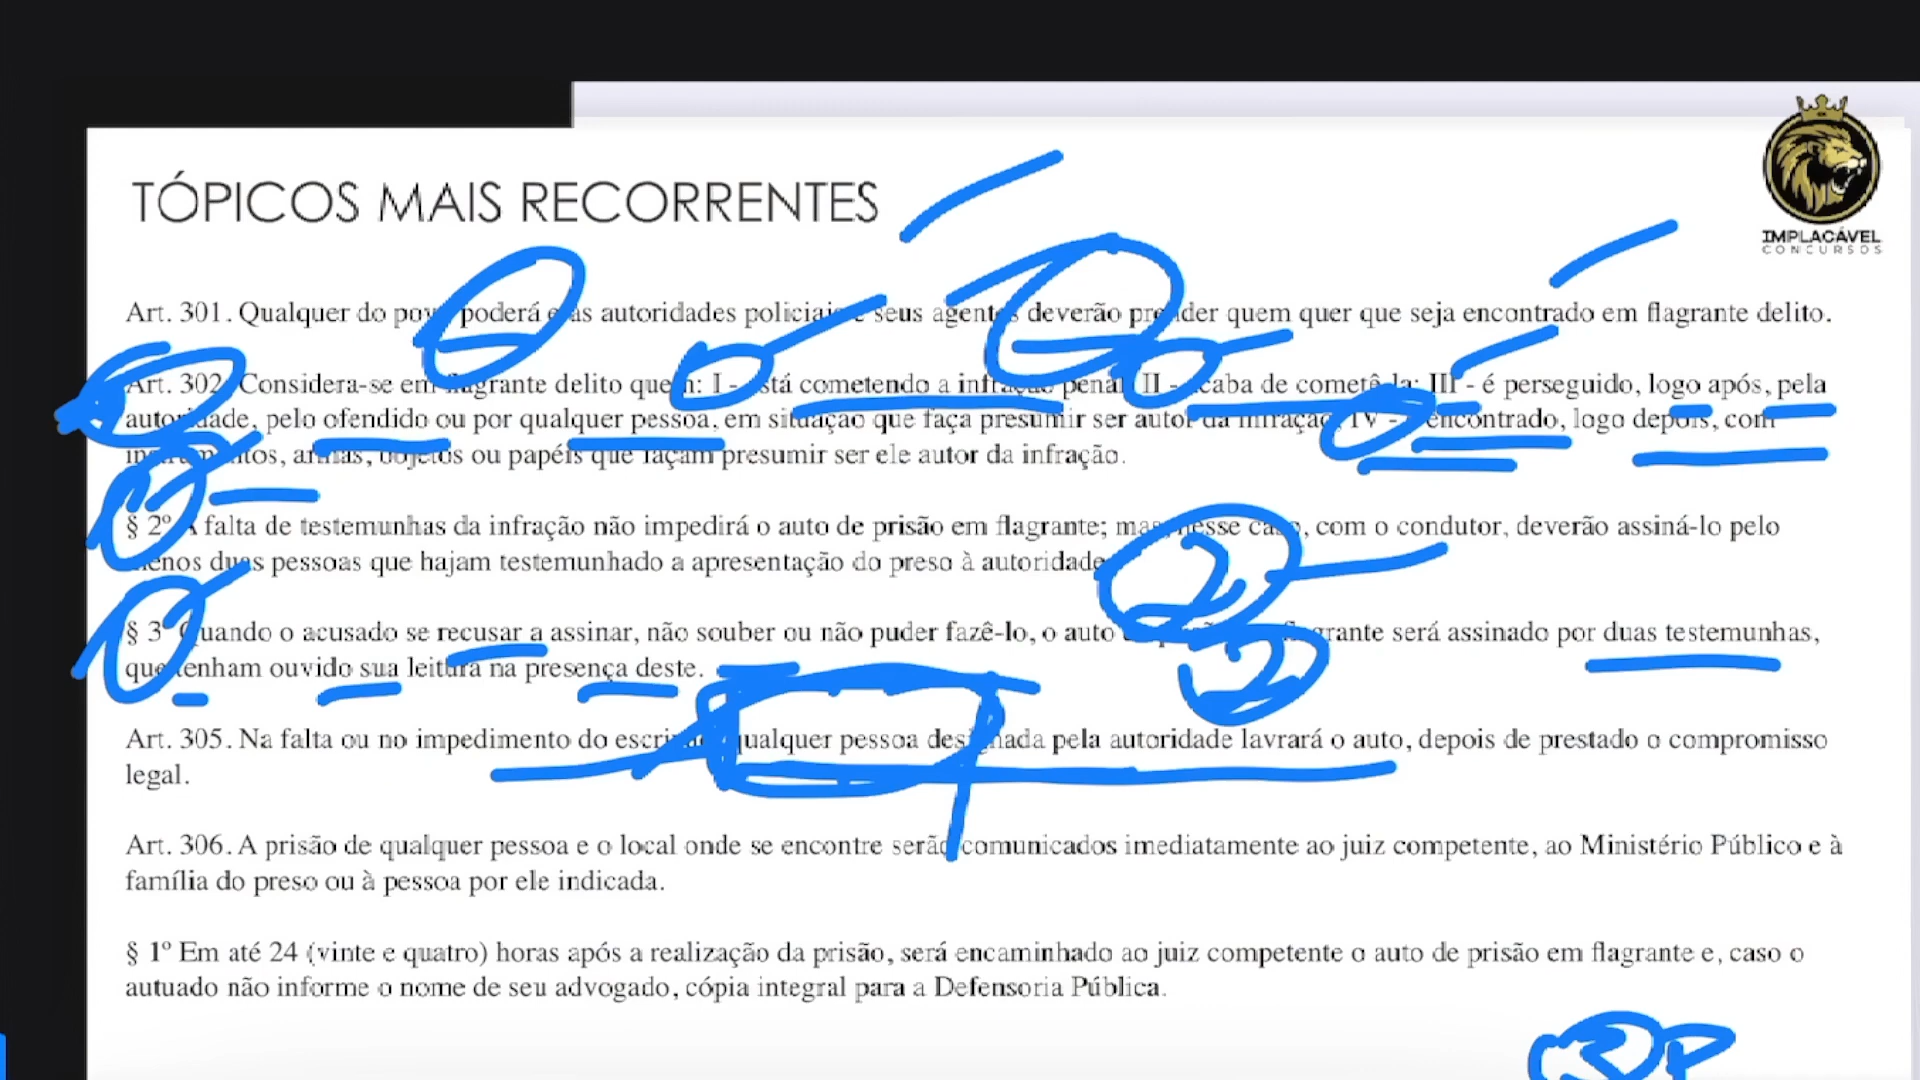 TÓPICOS MAIS RECORRENTES
IMPLACÁVEL
CONCURSOS
Art. 301. Qualquer do povo poderá e as autoridades policiais e seus agentes deverão prender quem quer que seja encontrado em flagrante delito.
Art. 302. Considera-se em flagrante delito quem: I - está cometendo a infração penal; II - acaba de cometê-la; III - é perseguido, logo após, pela
autoridade, pelo ofendido ou por qualquer pessoa, em situação que faça presumir ser autor da infração; IV - é encontrado, logo depois, com
instrumentos, armas, objetos ou papéis que façam presumir ser ele autor da infração.
§ 2º A falta de testemunhas da infração não impedirá o auto de prisão em flagrante; mas, nesse caso, com o condutor, deverão assiná-lo pelo
menos duas pessoas que hajam testemunhado a apresentação do preso à autoridade
§ 3 Quando o acusado se recusar a assinar, não souber ou não puder fazê-lo, o auto de prisão em flagrante será assinado por duas testemunhas,
que tenham ouvido sua leitura na presença deste.
Art. 305. Na falta ou no impedimento do escrivão, qualquer pessoa designada pela autoridade lavrará o auto, depois de prestado o compromisso
legal.
Art. 306. A prisão de qualquer pessoa e o local onde se encontre serão comunicados imediatamente ao juiz competente, ao Ministério Público e à
família do preso ou à pessoa por ele indicada.
§ 1º Em até 24 (vinte e quatro) horas após a realização da prisão, será encaminhado ao juiz competente o auto de prisão em flagrante e, caso o
autuado não informe o nome de seu advogado, cópia integral para a Defensoria Pública.